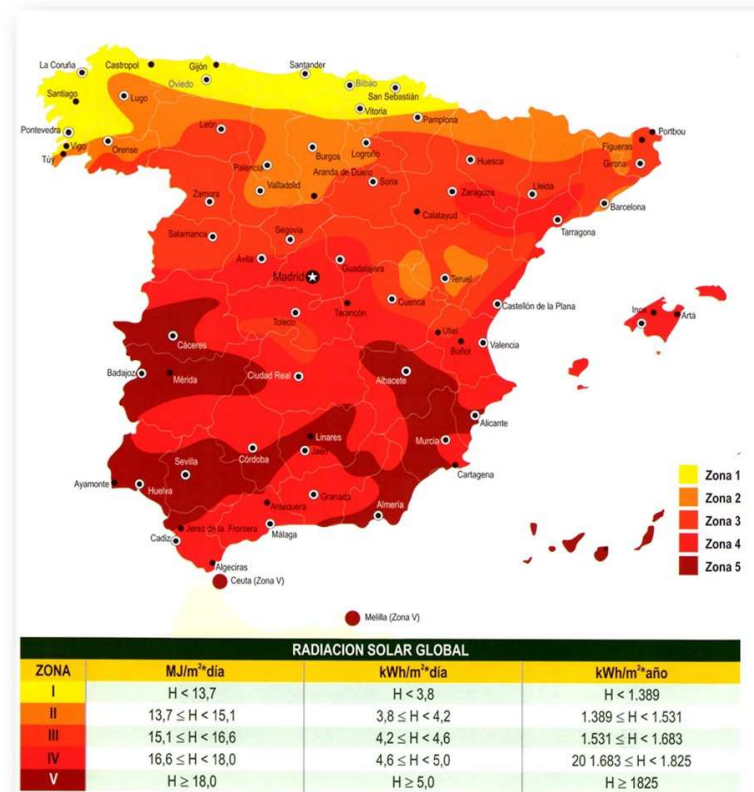 La Coruña
Castropol
Gijón
Santander
Oviedo
Bilbao
San Sebastián
Santiago
Lugo
Vitoria
Pamplona
Pontevedra
Vigo
Orense
León
Burgos
Logroño
Portbou
Figueras
Túy
Palencia
Aranda de Duero
Huesca
Girona
Zamora
Valladolid
Soria
Zaragoza
Lleida
Barcelona
Calatayud
Salamanca
Segovia
Tarragona
Ávila
Guadalajara
Madrid
Teruel
Toledo
Tarancón
Cuenca
Castellón de la Plana
Inca
Artá
Cáceres
Utiel
Buñol
Valencia
Badajoz
Mérida
Ciudad Real
Albacete
Alicante
Linares
Murcia
Sevilla
Córdoba
Jaén
Cartagena
Ayamonte
Huelva
Granada
Antequera
Almería
Jerez de la Frontera
Cadiz
Málaga
Algeciras
Ceuta (Zona V)
Melilla (Zona V)
Zona 1
Zona 2
Zona 3
Zona 4
Zona 5
RADIACION SOLAR GLOBAL
ZONA MJ/m²*día kWh/m²*día kWh/m²*año
I H < 13,7 H < 3,8 H < 1.389
II 13,7 ≤ H < 15,1 3,8 ≤ H < 4,2 1.389 ≤ H < 1.531
III 15,1 ≤ H < 16,6 4,2 ≤ H < 4,6 1.531 ≤ H < 1.683
IV 16,6 ≤ H < 18,0 4,6 ≤ H < 5,0 20 1.683 ≤ H < 1.825
V H ≥ 18,0 H ≥ 5,0 H ≥ 1825